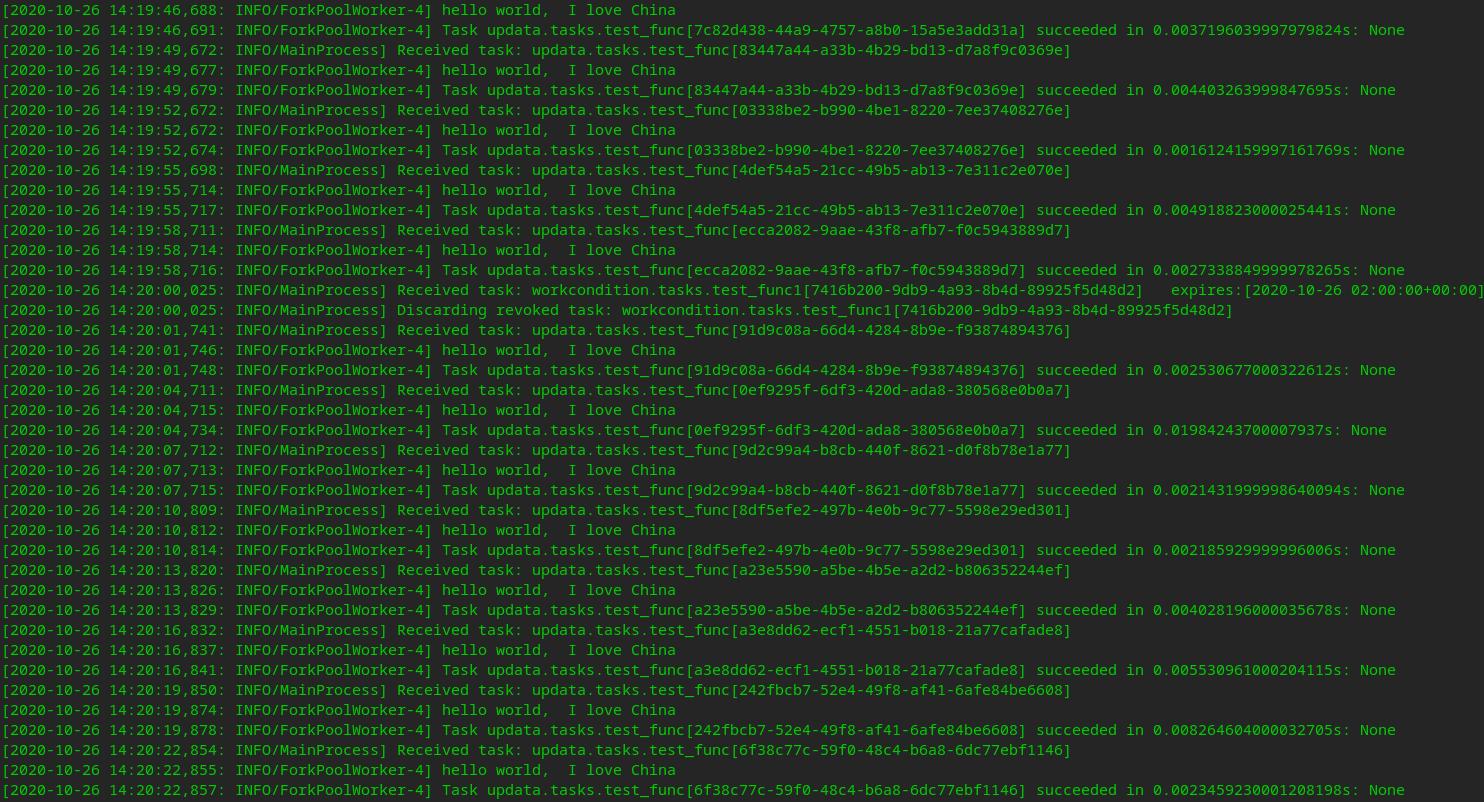 [2020-10-26 14:19:46,688: INFO/ForkPoolWorker-4] hello world,  I love China
[2020-10-26 14:19:46,691: INFO/ForkPoolWorker-4] Task updata.tasks.test_func[7c82d438-44a9-4757-a8b0-15a5e3add31a] succeeded in 0.0037196039997979824s: None
[2020-10-26 14:19:49,672: INFO/MainProcess] Received task: updata.tasks.test_func[83447a44-a33b-4b29-bd13-d7a8f9c0369e]
[2020-10-26 14:19:49,677: INFO/ForkPoolWorker-4] hello world,  I love China
[2020-10-26 14:19:49,679: INFO/ForkPoolWorker-4] Task updata.tasks.test_func[83447a44-a33b-4b29-bd13-d7a8f9c0369e] succeeded in 0.004403263999847695s: None
[2020-10-26 14:19:52,672: INFO/MainProcess] Received task: updata.tasks.test_func[03338be2-b990-4be1-8220-7ee37408276e]
[2020-10-26 14:19:52,672: INFO/ForkPoolWorker-4] hello world,  I love China
[2020-10-26 14:19:52,674: INFO/ForkPoolWorker-4] Task updata.tasks.test_func[03338be2-b990-4be1-8220-7ee37408276e] succeeded in 0.0016124159997161769s: None
[2020-10-26 14:19:55,698: INFO/MainProcess] Received task: updata.tasks.test_func[4def54a5-21cc-49b5-ab13-7e311c2e070e]
[2020-10-26 14:19:55,714: INFO/ForkPoolWorker-4] hello world,  I love China
[2020-10-26 14:19:55,717: INFO/ForkPoolWorker-4] Task updata.tasks.test_func[4def54a5-21cc-49b5-ab13-7e311c2e070e] succeeded in 0.004918823000025441s: None
[2020-10-26 14:19:58,711: INFO/MainProcess] Received task: updata.tasks.test_func[ecca2082-9aae-43f8-afb7-f0c5943889d7]
[2020-10-26 14:19:58,714: INFO/ForkPoolWorker-4] hello world,  I love China
[2020-10-26 14:19:58,716: INFO/ForkPoolWorker-4] Task updata.tasks.test_func[ecca2082-9aae-43f8-afb7-f0c5943889d7] succeeded in 0.0027338849999978265s: None
[2020-10-26 14:20:00,025: INFO/MainProcess] Received task: workcondition.tasks.test_func1[7416b200-9db9-4a93-8b4d-89925f5d48d2]   expires:[2020-10-26 02:00:00+00:00]
[2020-10-26 14:20:00,025: INFO/MainProcess] Discarding revoked task: workcondition.tasks.test_func1[7416b200-9db9-4a93-8b4d-89925f5d48d2]
[2020-10-26 14:20:01,741: INFO/MainProcess] Received task: updata.tasks.test_func[91d9c08a-66d4-4284-8b9e-f93874894376]
[2020-10-26 14:20:01,746: INFO/ForkPoolWorker-4] hello world,  I love China
[2020-10-26 14:20:01,748: INFO/ForkPoolWorker-4] Task updata.tasks.test_func[91d9c08a-66d4-4284-8b9e-f93874894376] succeeded in 0.002530677000322612s: None
[2020-10-26 14:20:04,711: INFO/MainProcess] Received task: updata.tasks.test_func[0ef9295f-6df3-420d-ada8-380568e0b0a7]
[2020-10-26 14:20:04,715: INFO/ForkPoolWorker-4] hello world,  I love China
[2020-10-26 14:20:04,734: INFO/ForkPoolWorker-4] Task updata.tasks.test_func[0ef9295f-6df3-420d-ada8-380568e0b0a7] succeeded in 0.01984243700007937s: None
[2020-10-26 14:20:07,712: INFO/MainProcess] Received task: updata.tasks.test_func[9d2c99a4-b8cb-440f-8621-d0f8b78e1a77]
[2020-10-26 14:20:07,713: INFO/ForkPoolWorker-4] hello world,  I love China
[2020-10-26 14:20:07,715: INFO/ForkPoolWorker-4] Task updata.tasks.test_func[9d2c99a4-b8cb-440f-8621-d0f8b78e1a77] succeeded in 0.0021431999998640094s: None
[2020-10-26 14:20:10,809: INFO/MainProcess] Received task: updata.tasks.test_func[8df5efe2-497b-4e0b-9c77-5598e29ed301]
[2020-10-26 14:20:10,812: INFO/ForkPoolWorker-4] hello world,  I love China
[2020-10-26 14:20:10,814: INFO/ForkPoolWorker-4] Task updata.tasks.test_func[8df5efe2-497b-4e0b-9c77-5598e29ed301] succeeded in 0.002185929999996006s: None
[2020-10-26 14:20:13,820: INFO/MainProcess] Received task: updata.tasks.test_func[a23e5590-a5be-4b5e-a2d2-b806352244ef]
[2020-10-26 14:20:13,826: INFO/ForkPoolWorker-4] hello world,  I love China
[2020-10-26 14:20:13,829: INFO/ForkPoolWorker-4] Task updata.tasks.test_func[a23e5590-a5be-4b5e-a2d2-b806352244ef] succeeded in 0.004028196000035678s: None
[2020-10-26 14:20:16,832: INFO/MainProcess] Received task: updata.tasks.test_func[a3e8dd62-ecf1-4551-b018-21a77cafade8]
[2020-10-26 14:20:16,837: INFO/ForkPoolWorker-4] hello world,  I love China
[2020-10-26 14:20:16,841: INFO/ForkPoolWorker-4] Task updata.tasks.test_func[a3e8dd62-ecf1-4551-b018-21a77cafade8] succeeded in 0.005530961000204115s: None
[2020-10-26 14:20:19,850: INFO/MainProcess] Received task: updata.tasks.test_func[242fbcb7-52e4-49f8-af41-6afe84be6608]
[2020-10-26 14:20:19,874: INFO/ForkPoolWorker-4] hello world,  I love China
[2020-10-26 14:20:19,878: INFO/ForkPoolWorker-4] Task updata.tasks.test_func[242fbcb7-52e4-49f8-af41-6afe84be6608] succeeded in 0.008264604000032705s: None
[2020-10-26 14:20:22,854: INFO/MainProcess] Received task: updata.tasks.test_func[6f38c77c-59f0-48c4-b6a8-6dc77ebf1146]
[2020-10-26 14:20:22,855: INFO/ForkPoolWorker-4] hello world,  I love China
[2020-10-26 14:20:22,857: INFO/ForkPoolWorker-4] Task updata.tasks.test_func[6f38c77c-59f0-48c4-b6a8-6dc77ebf1146] succeeded in 0.0023459230001208198s: None